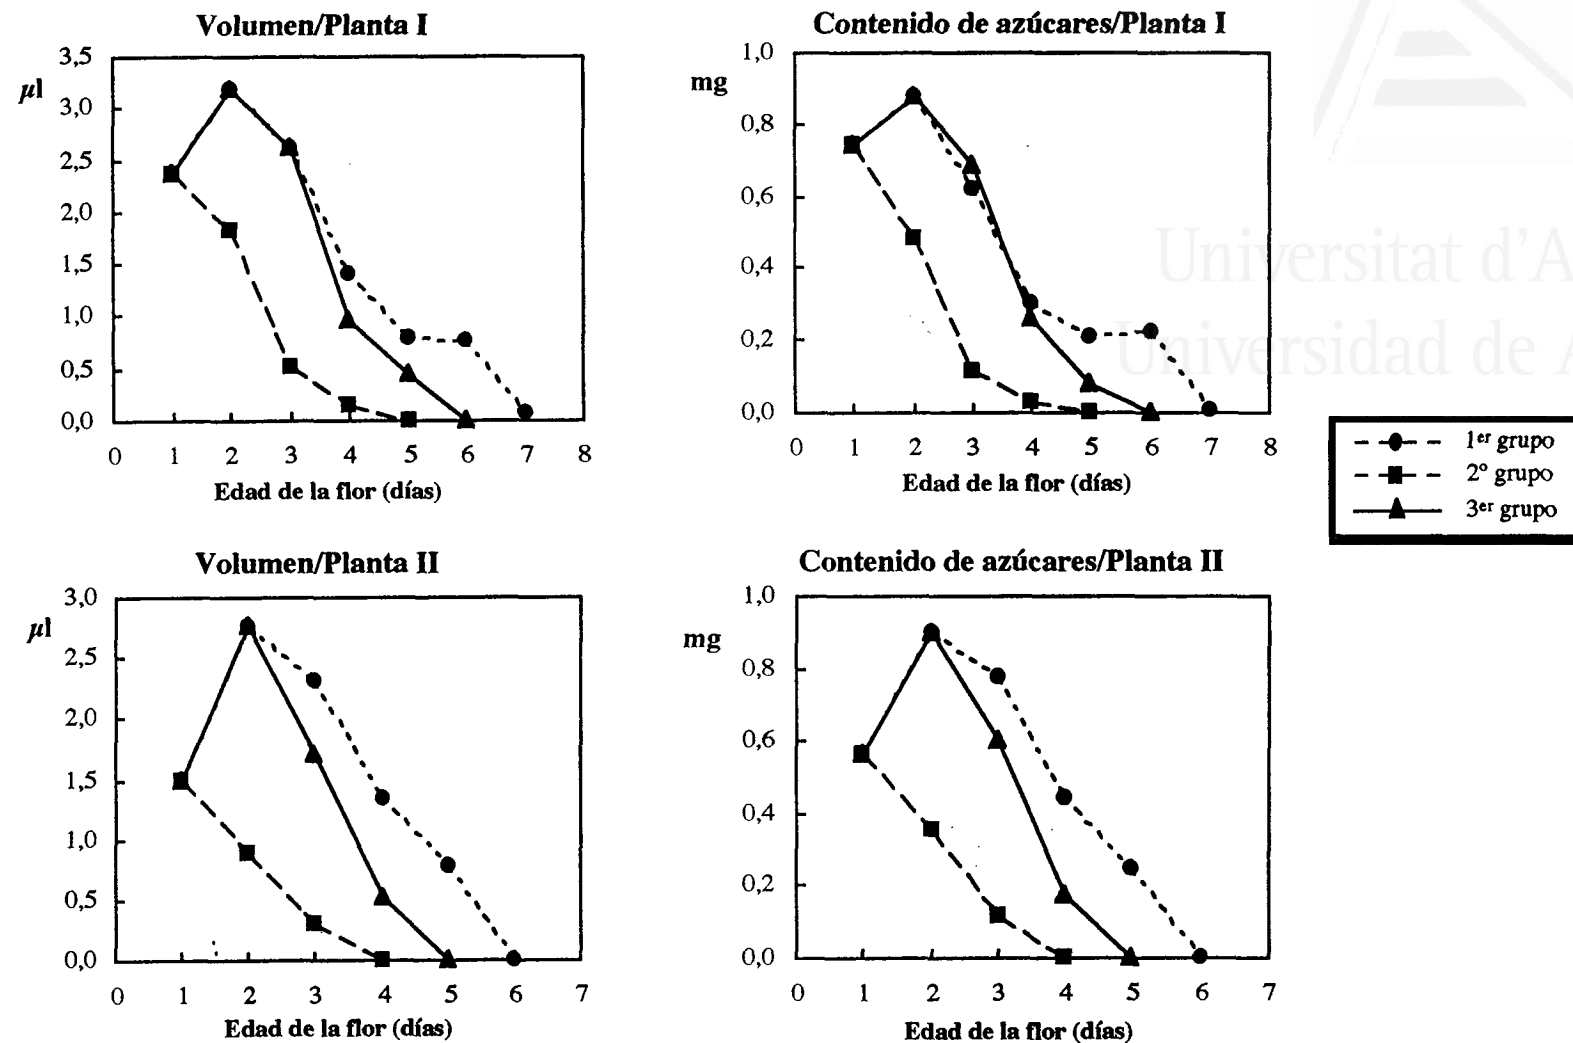 Volumen/Planta I
µl
3,5
3,0
2,5
2,0
1,5
1,0
0,5
0,0
0 1 2 3 4 5 6 7 8
Edad de la flor (días)
Contenido de azúcares/Planta I
mg
1,0
0,8
0,6
0,4
0,2
0,0
0 1 2 3 4 5 6 7 8
Edad de la flor (días)
Universitat d'A
Universidad de A
1er grupo
2º grupo
3er grupo
Volumen/Planta II
µl
3,0
2,5
2,0
1,5
1,0
0,5
0,0
0 1 2 3 4 5 6 7
Edad de la flor (días)
Contenido de azúcares/Planta II
mg
1,0
0,8
0,6
0,4
0,2
0,0
0 1 2 3 4 5 6 7
Edad de la flor (días)